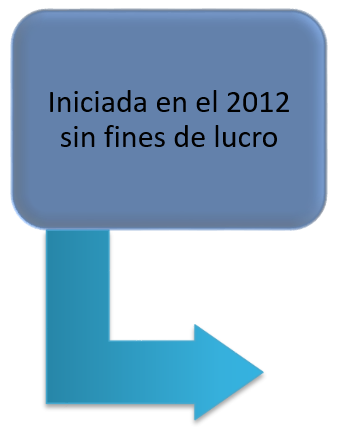 Iniciada en el 2012
sin fines de lucro